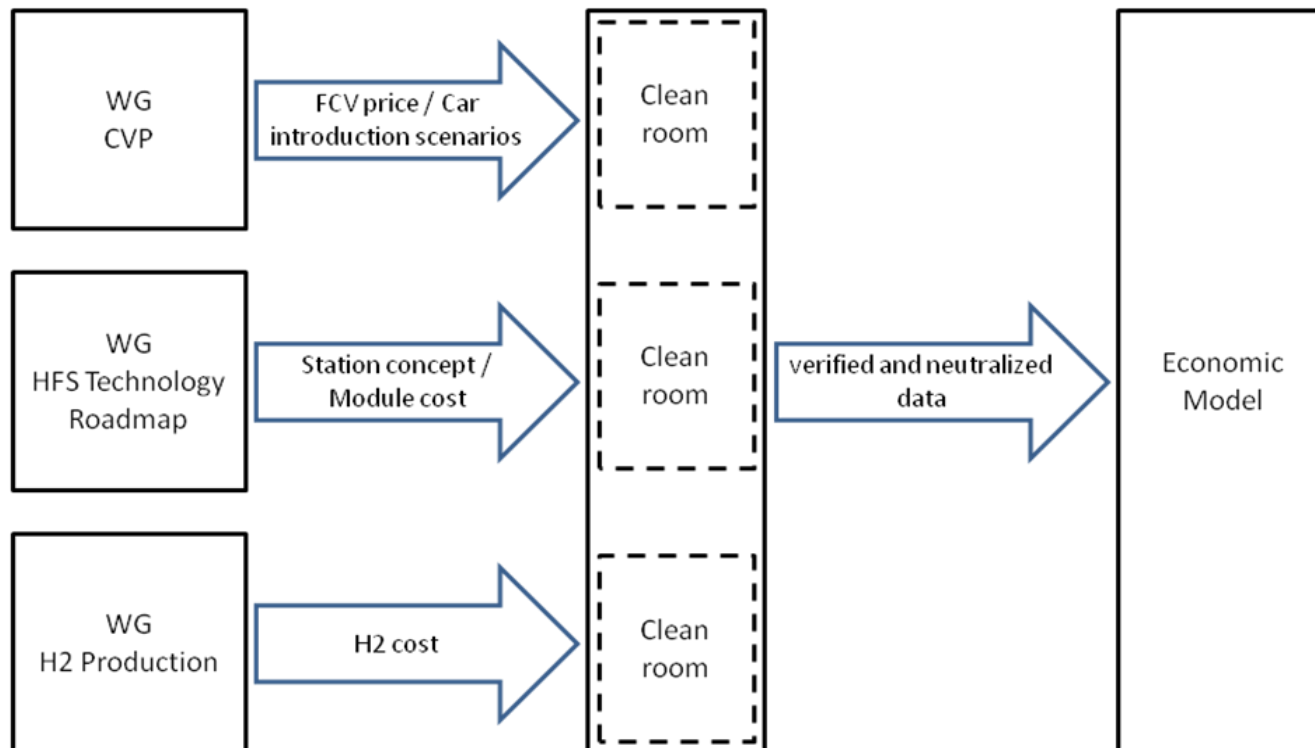 WG
CVP
FCV price / Car
introduction scenarios
Clean
room
WG
HFS Technology
Roadmap
Station concept /
Module cost
Clean
room
verified and neutralized
data
Economic
Model
WG
H2 Production
H2 cost
Clean
room